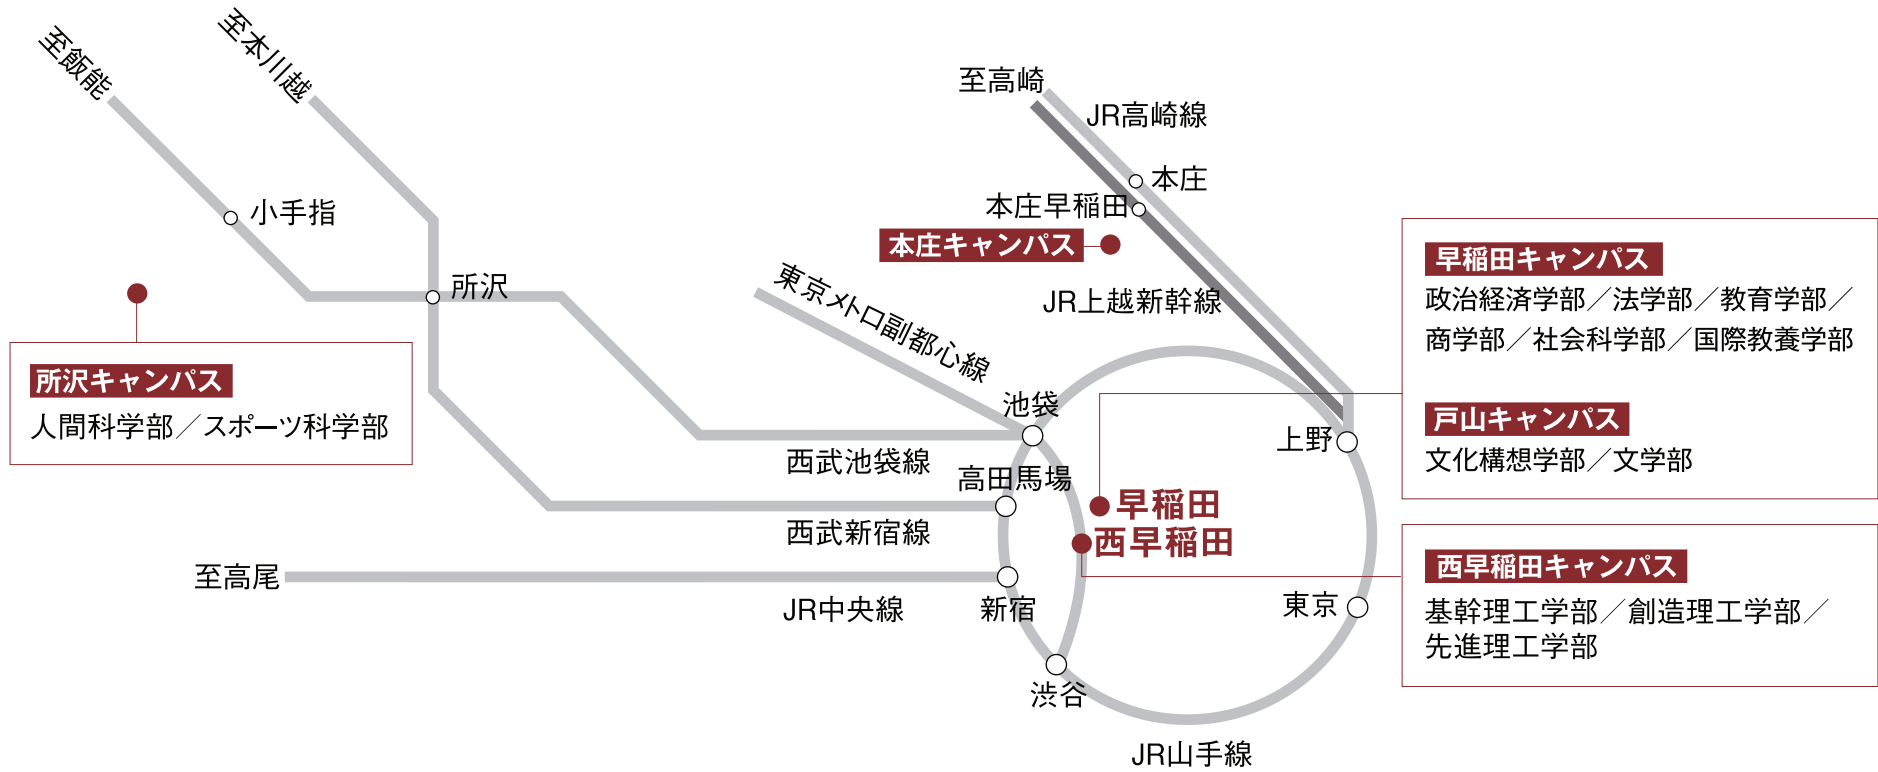 至飯能
至本川越
至高崎
JR高崎線
本庄
小手指
本庄早稲田
本庄キャンパス
所沢
東京メトロ副都心線
JR上越新幹線
早稲田キャンパス
政治経済学部／法学部／教育学部／
商学部／社会科学部／国際教養学部
所沢キャンパス
人間科学部／スポーツ科学部
池袋
上野
戸山キャンパス
文化構想学部／文学部
西武池袋線
高田馬場
早稲田
西武新宿線
西早稲田
至高尾
JR中央線
新宿
東京
西早稲田キャンパス
基幹理工学部／創造理工学部／
先進理工学部
渋谷
JR山手線